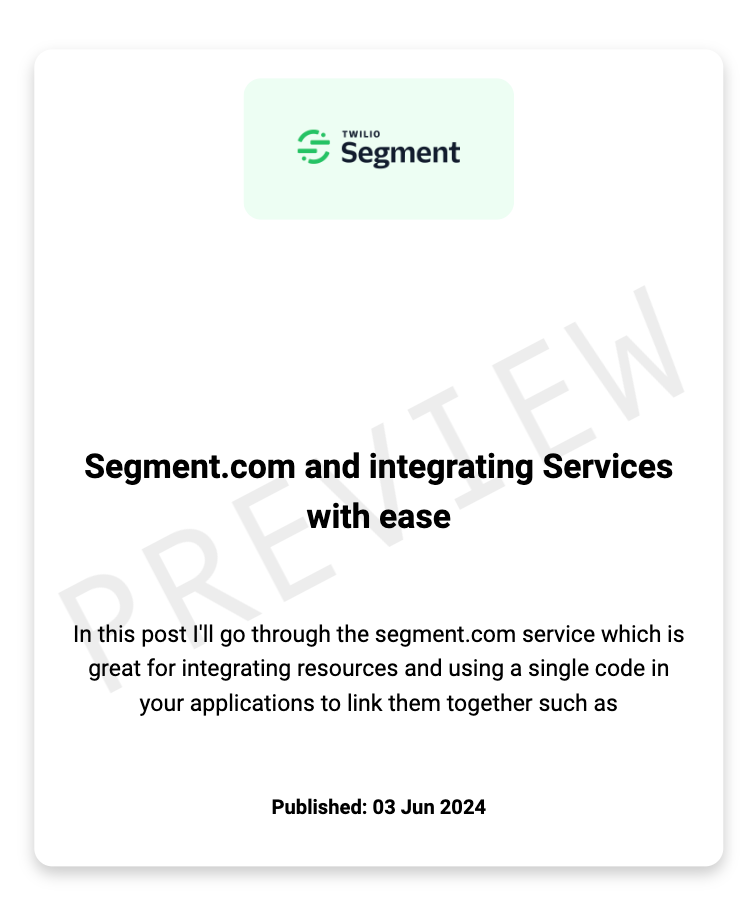 TWILIO
Segment
PREVIEW
Segment.com and integrating Services
with ease
In this post I'll go through the segment.com service which is
great for integrating resources and using a single code in
your applications to link them together such as
Published: 03 Jun 2024